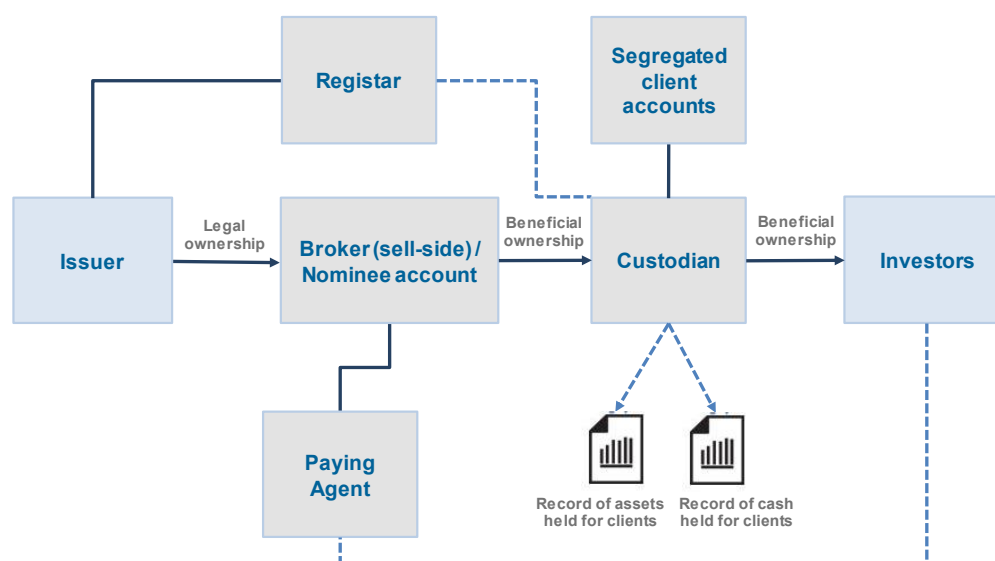 Registar
Segregated
client
accounts
Issuer
Legal
ownership
Broker (sell-side) /
Nominee account
Beneficial
ownership
Custodian
Beneficial
ownership
Investors
Paying
Agent
Record of assets
held for clients
Record of cash
held for clients